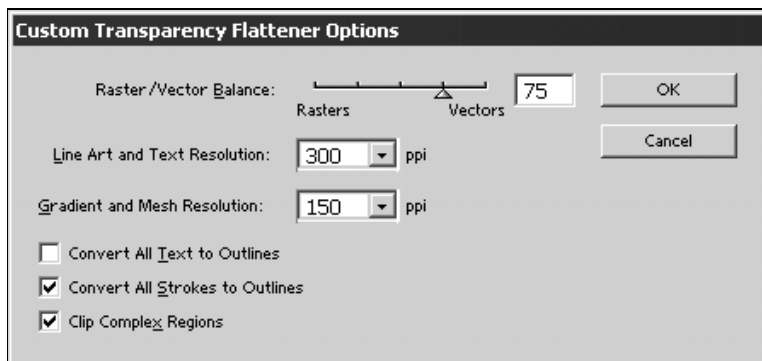 Custom Transparency Flattener Options
Raster/Vector Balance: 75 OK
Rasters Vectors
Cancel
Line Art and Text Resolution: 300 ppi
Gradient and Mesh Resolution: 150 ppi
Convert All Text to Outlines
Convert All Strokes to Outlines
Clip Complex Regions